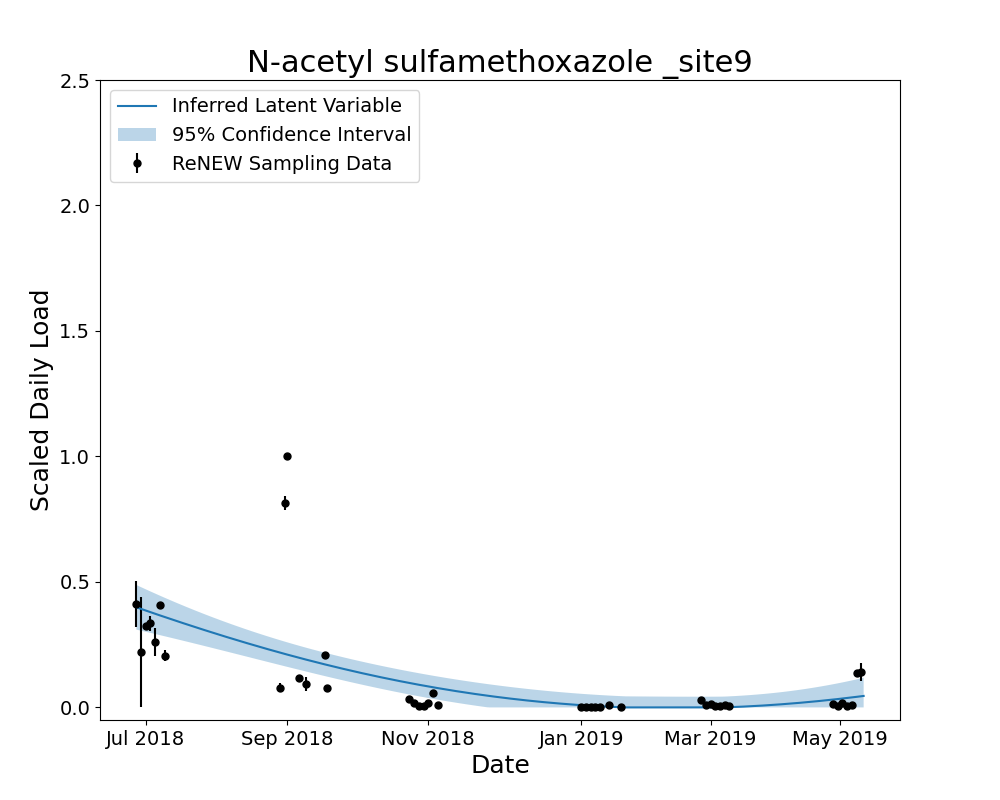 N-acetyl sulfamethoxazole _site9
Inferred Latent Variable
95% Confidence Interval
ReNEW Sampling Data
Scaled Daily Load
2.5
2.0
1.5
1.0
0.5
0.0
Jul 2018 Sep 2018 Nov 2018 Jan 2019 Mar 2019 May 2019
Date